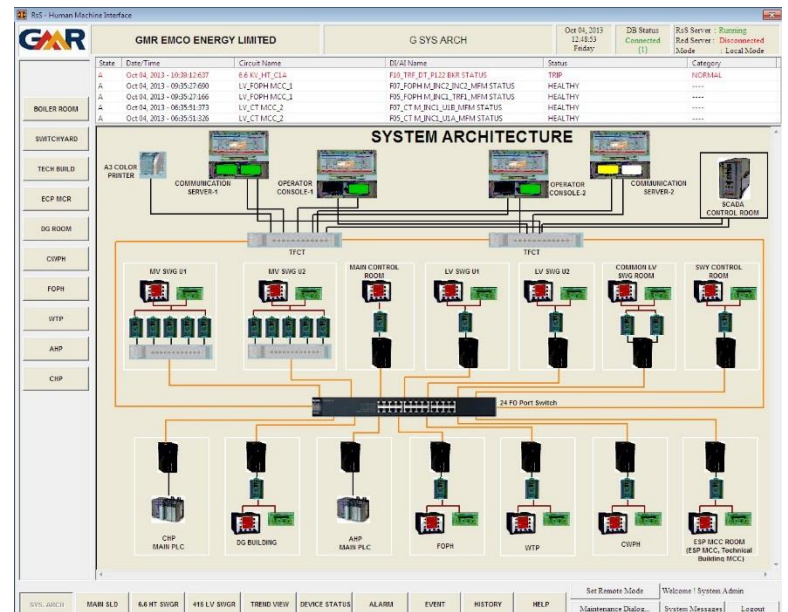 RsS - Human Machine Interface
GMR
GMR EMCO ENERGY LIMITED
G SYS ARCH
Oct 04, 2013
12:48:53
Friday
DB Status
Connected
(1)
RsS Server : Running
Red Server : Disconnected
Mode : Local Mode
State Date/Time Circuit Name DI/AI Name Status Category
A Oct 04, 2013 - 10:39:12:637 6.6 KV_HT_CLA F10_TRF_DT_P122 BKR STATUS TRIP NORMAL
A Oct 04, 2013 - 09:35:27:690 LV_FOPH MCC_1 F07_FOPH M_INC2_INC2_MFM STATUS HEALTHY ----
A Oct 04, 2013 - 09:35:27:166 LV_FOPH MCC_1 F05_FOPH M_INC1_TRF1_MFM STATUS HEALTHY ----
A Oct 04, 2013 - 06:35:51:373 LV_CT MCC_2 F07_CT M_INC1_U1B_MFM STATUS HEALTHY ----
A Oct 04, 2013 - 06:35:51:326 LV_CT MCC_2 F05_CT M_INC1_U1A_MFM STATUS HEALTHY ----
BOILER ROOM
SWITCHYARD
TECH BUILD
ECP MCR
DG ROOM
CWPH
FOPH
WTP
AHP
CHP
SYSTEM ARCHITECTURE
A3 COLOR
PRINTER
COMMUNICATION
SERVER-1
OPERATOR
CONSOLE-1
OPERATOR
CONSOLE-2
COMMUNICATION
SERVER-2
SCADA
CONTROL ROOM
TFCT
TFCT
MV SWG U1
MV SWG U2
MAIN CONTROL
ROOM
LV SWG U1
LV SWG U2
COMMON LV
SWG ROOM
SWY CONTROL
ROOM
24 FO Port Switch
CHP
MAIN PLC
DG BUILDING
AHP
MAIN PLC
FOPH
WTP
CWPH
ESP MCC ROOM
(ESP MCC, Technical
Building MCC)
SYS. ARCH
MAIN SLD
6.6 HT SWGR
415 LV SWGR
TREND VIEW
DEVICE STATUS
ALARM
EVENT
HISTORY
HELP
Set Remote Mode
Welcome ! System Admin
Maintenance Dialog...
System Messages
Logout